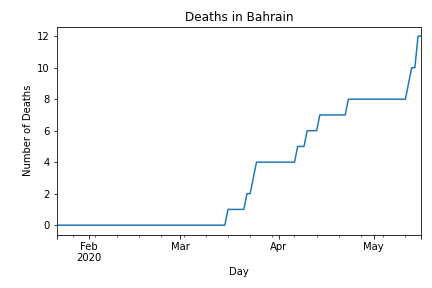 Deaths in Bahrain
12
10
8
6
4
2
0
Number of Deaths
Feb
2020
Mar
Apr
May
Day